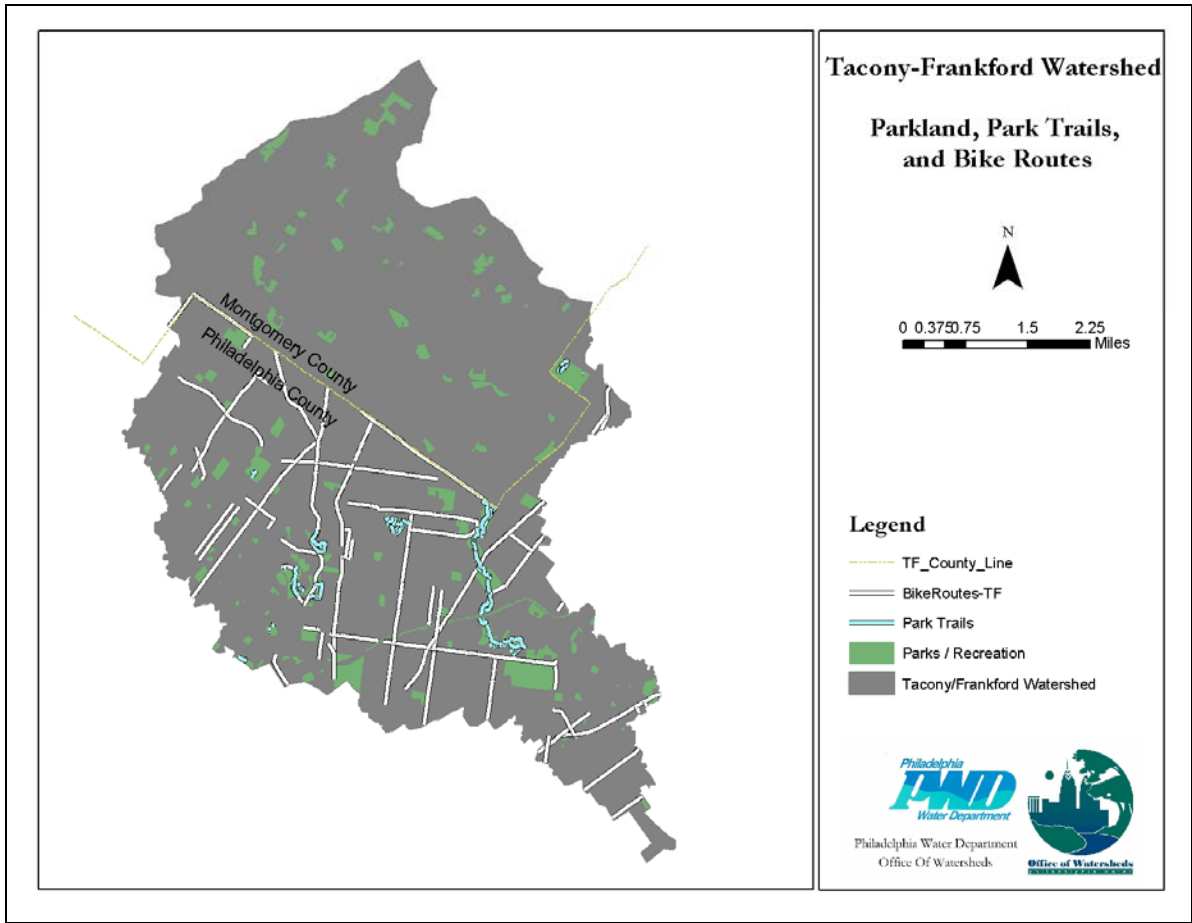 Tacony-Frankford Watershed
Parkland, Park Trails,
and Bike Routes
N
0 0.375 0.75 1.5 2.25
Miles
Montgomery County
Philadelphia County
Legend
TF_County_Line
BikeRoutes-TF
Park Trails
Parks / Recreation
Tacony/Frankford Watershed
Philadelphia
PWD
Water Department
Philadelphia Water Department
Office Of Watersheds
Office of Watersheds